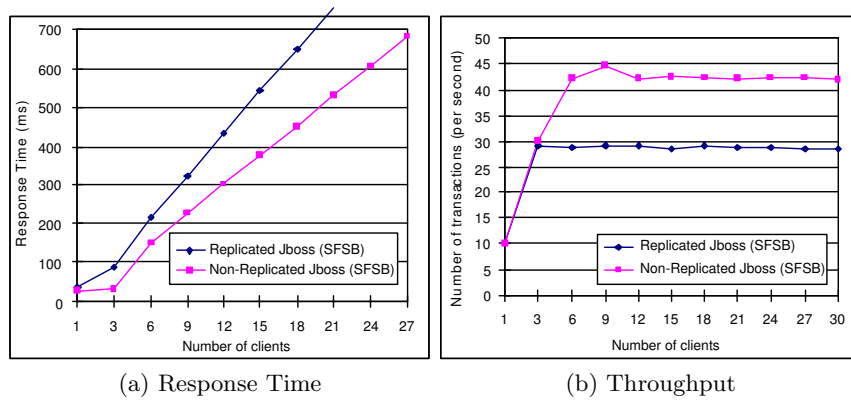 700
600
500
400
300
200
100
0
Response Time (ms)
Replicated Jboss (SFSB)
Non-Replicated Jboss (SFSB)
1 3 6 9 12 15 18 21 24 27
Number of clients
(a) Response Time
50
45
40
35
30
25
20
15
10
5
0
Number of transactions (per second)
Replicated Jboss (SFSB)
Non-Replicated Jboss (SFSB)
1 3 6 9 12 15 18 21 24 27 30
Number of clients
(b) Throughput